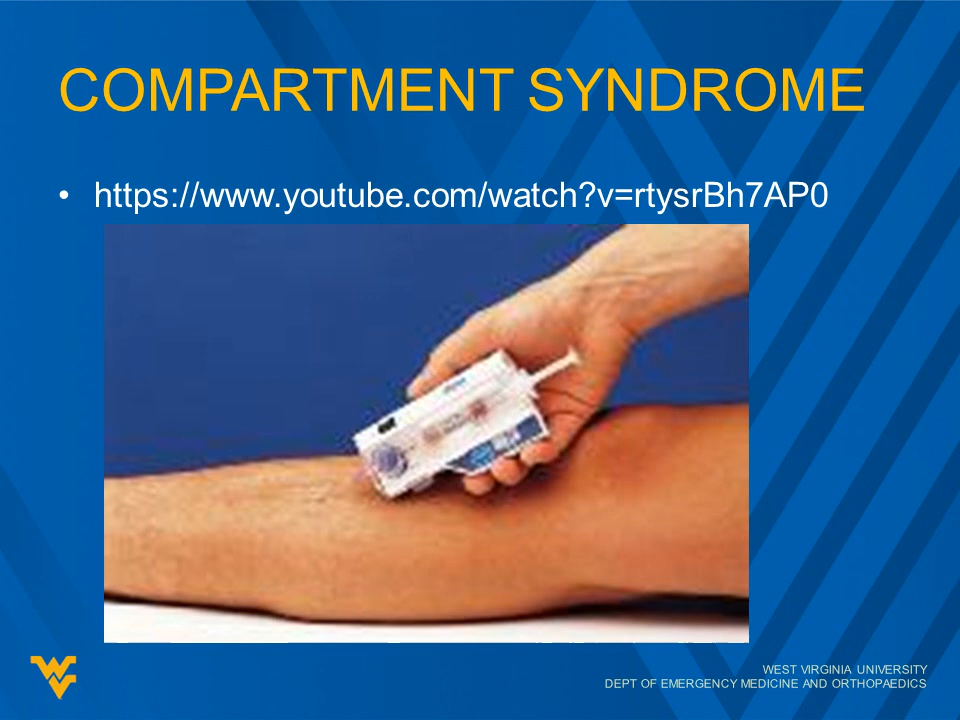 COMPARTMENT SYNDROME
• https://www.youtube.com/watch?v=rtysrBh7AP0
WEST VIRGINIA UNIVERSITY
DEPT OF EMERGENCY MEDICINE AND ORTHOPAEDICS